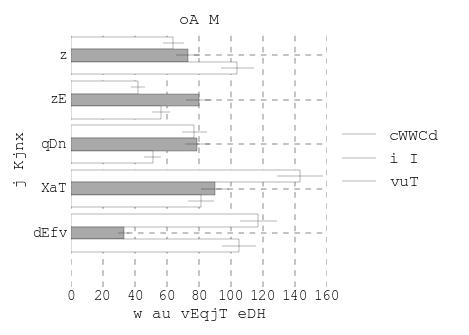 oA M
z
zE
qDn
XaT
dEfv
j Kjnx
0 20 40 60 80 100 120 140 160
w au vEqjT eDH
cWWCd
i I
vuT